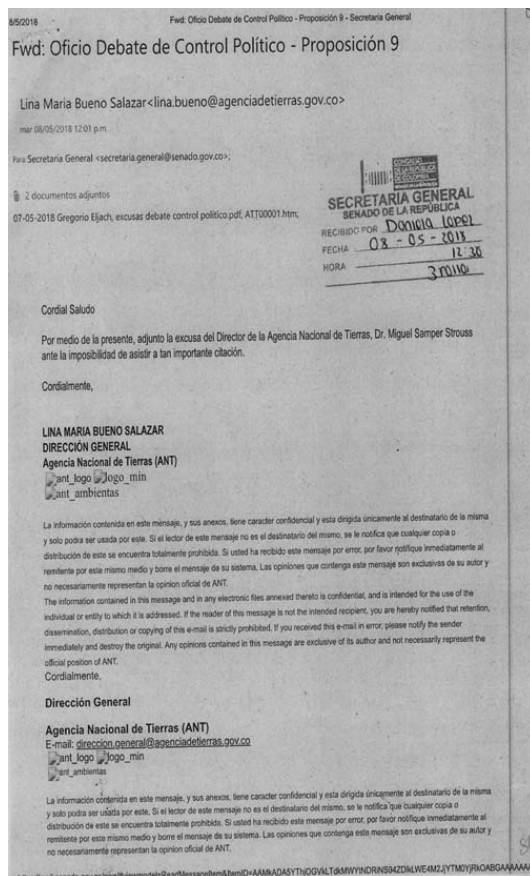 8/5/2018 Fwd: Oficio Debate de Control Político - Proposición 9 - Secretaria General
Fwd: Oficio Debate de Control Político - Proposición 9
Lina Maria Bueno Salazar<lina.bueno@agenciadetierras.gov.co>
mar 08/05/2018 12:01 p.m.
Para Secretaria General <secretaria.general@senado.gov.co>;
2 documentos adjuntos
07-05-2018 Gregorio Eljach, excusas debate control politico.pdf, ATT00001.htm;
CONGRESO
DE LA REPÚBLICA
DE COLOMBIA
SECRETARÍA GENERAL
SENADO DE LA REPÚBLICA
RECIBIDO POR Daniela Lopez
FECHA 08 - 05 - 2018
HORA 12:30
Cordial Saludo
Por medio de la presente, adjunto la excusa del Director de la Agencia Nacional de Tierras, Dr. Miguel Samper Strouss
ante la imposibilidad de asistir a tan importante citación.
Cordialmente,
LINA MARIA BUENO SALAZAR
DIRECCIÓN GENERAL
Agencia Nacional de Tierras (ANT)
ant_logo logo_min
ant_ambientas
La información contenida en este mensaje, y sus anexos, tiene caracter confidencial y esta dirigida únicamente al destinatario de la misma
y solo podra ser usada por este. Si el lector de este mensaje no es el destinatario del mismo, se le notifica que cualquier copia o
distribución de este se encuentra totalmente prohibida. Si usted ha recibido este mensaje por error, por favor notifique inmediatamente al
remitente por este mismo medio y borre el mensaje de su sistema. Las opiniones que contenga este mensaje son exclusivas de su autor y
no necesariamente representan la opinion oficial de ANT.
The information contained in this message and in any electronic files annexed thereto is confidential, and is intended for the use of the
individual or entity to which it is addressed. If the reader of this message is not the intended recipient, you are hereby notified that retention,
dissemination, distribution or copying of this e-mail is strictly prohibited. If you received this e-mail in error, please notify the sender
immediately and destroy the original. Any opinions contained in this message are exclusive of its author and not necessarily represent the
official position of ANT.
Cordialmente,
Dirección General
Agencia Nacional de Tierras (ANT)
E-mail: direccion.general@agenciadetierras.gov.co
ant_logo logo_min
ant_ambientas
La información contenida en este mensaje, y sus anexos, tiene caracter confidencial y esta dirigida únicamente al destinatario de la misma
y solo podra ser usada por este. Si el lector de este mensaje no es el destinatario del mismo, se le notifica que cualquier copia o
distribución de este se encuentra totalmente prohibida. Si usted ha recibido este mensaje por error, por favor notifique inmediatamente al
remitente por este mismo medio y borre el mensaje de su sistema. Las opiniones que contenga este mensaje son exclusivas de su autor y
no necesariamente representan la opinion oficial de ANT.